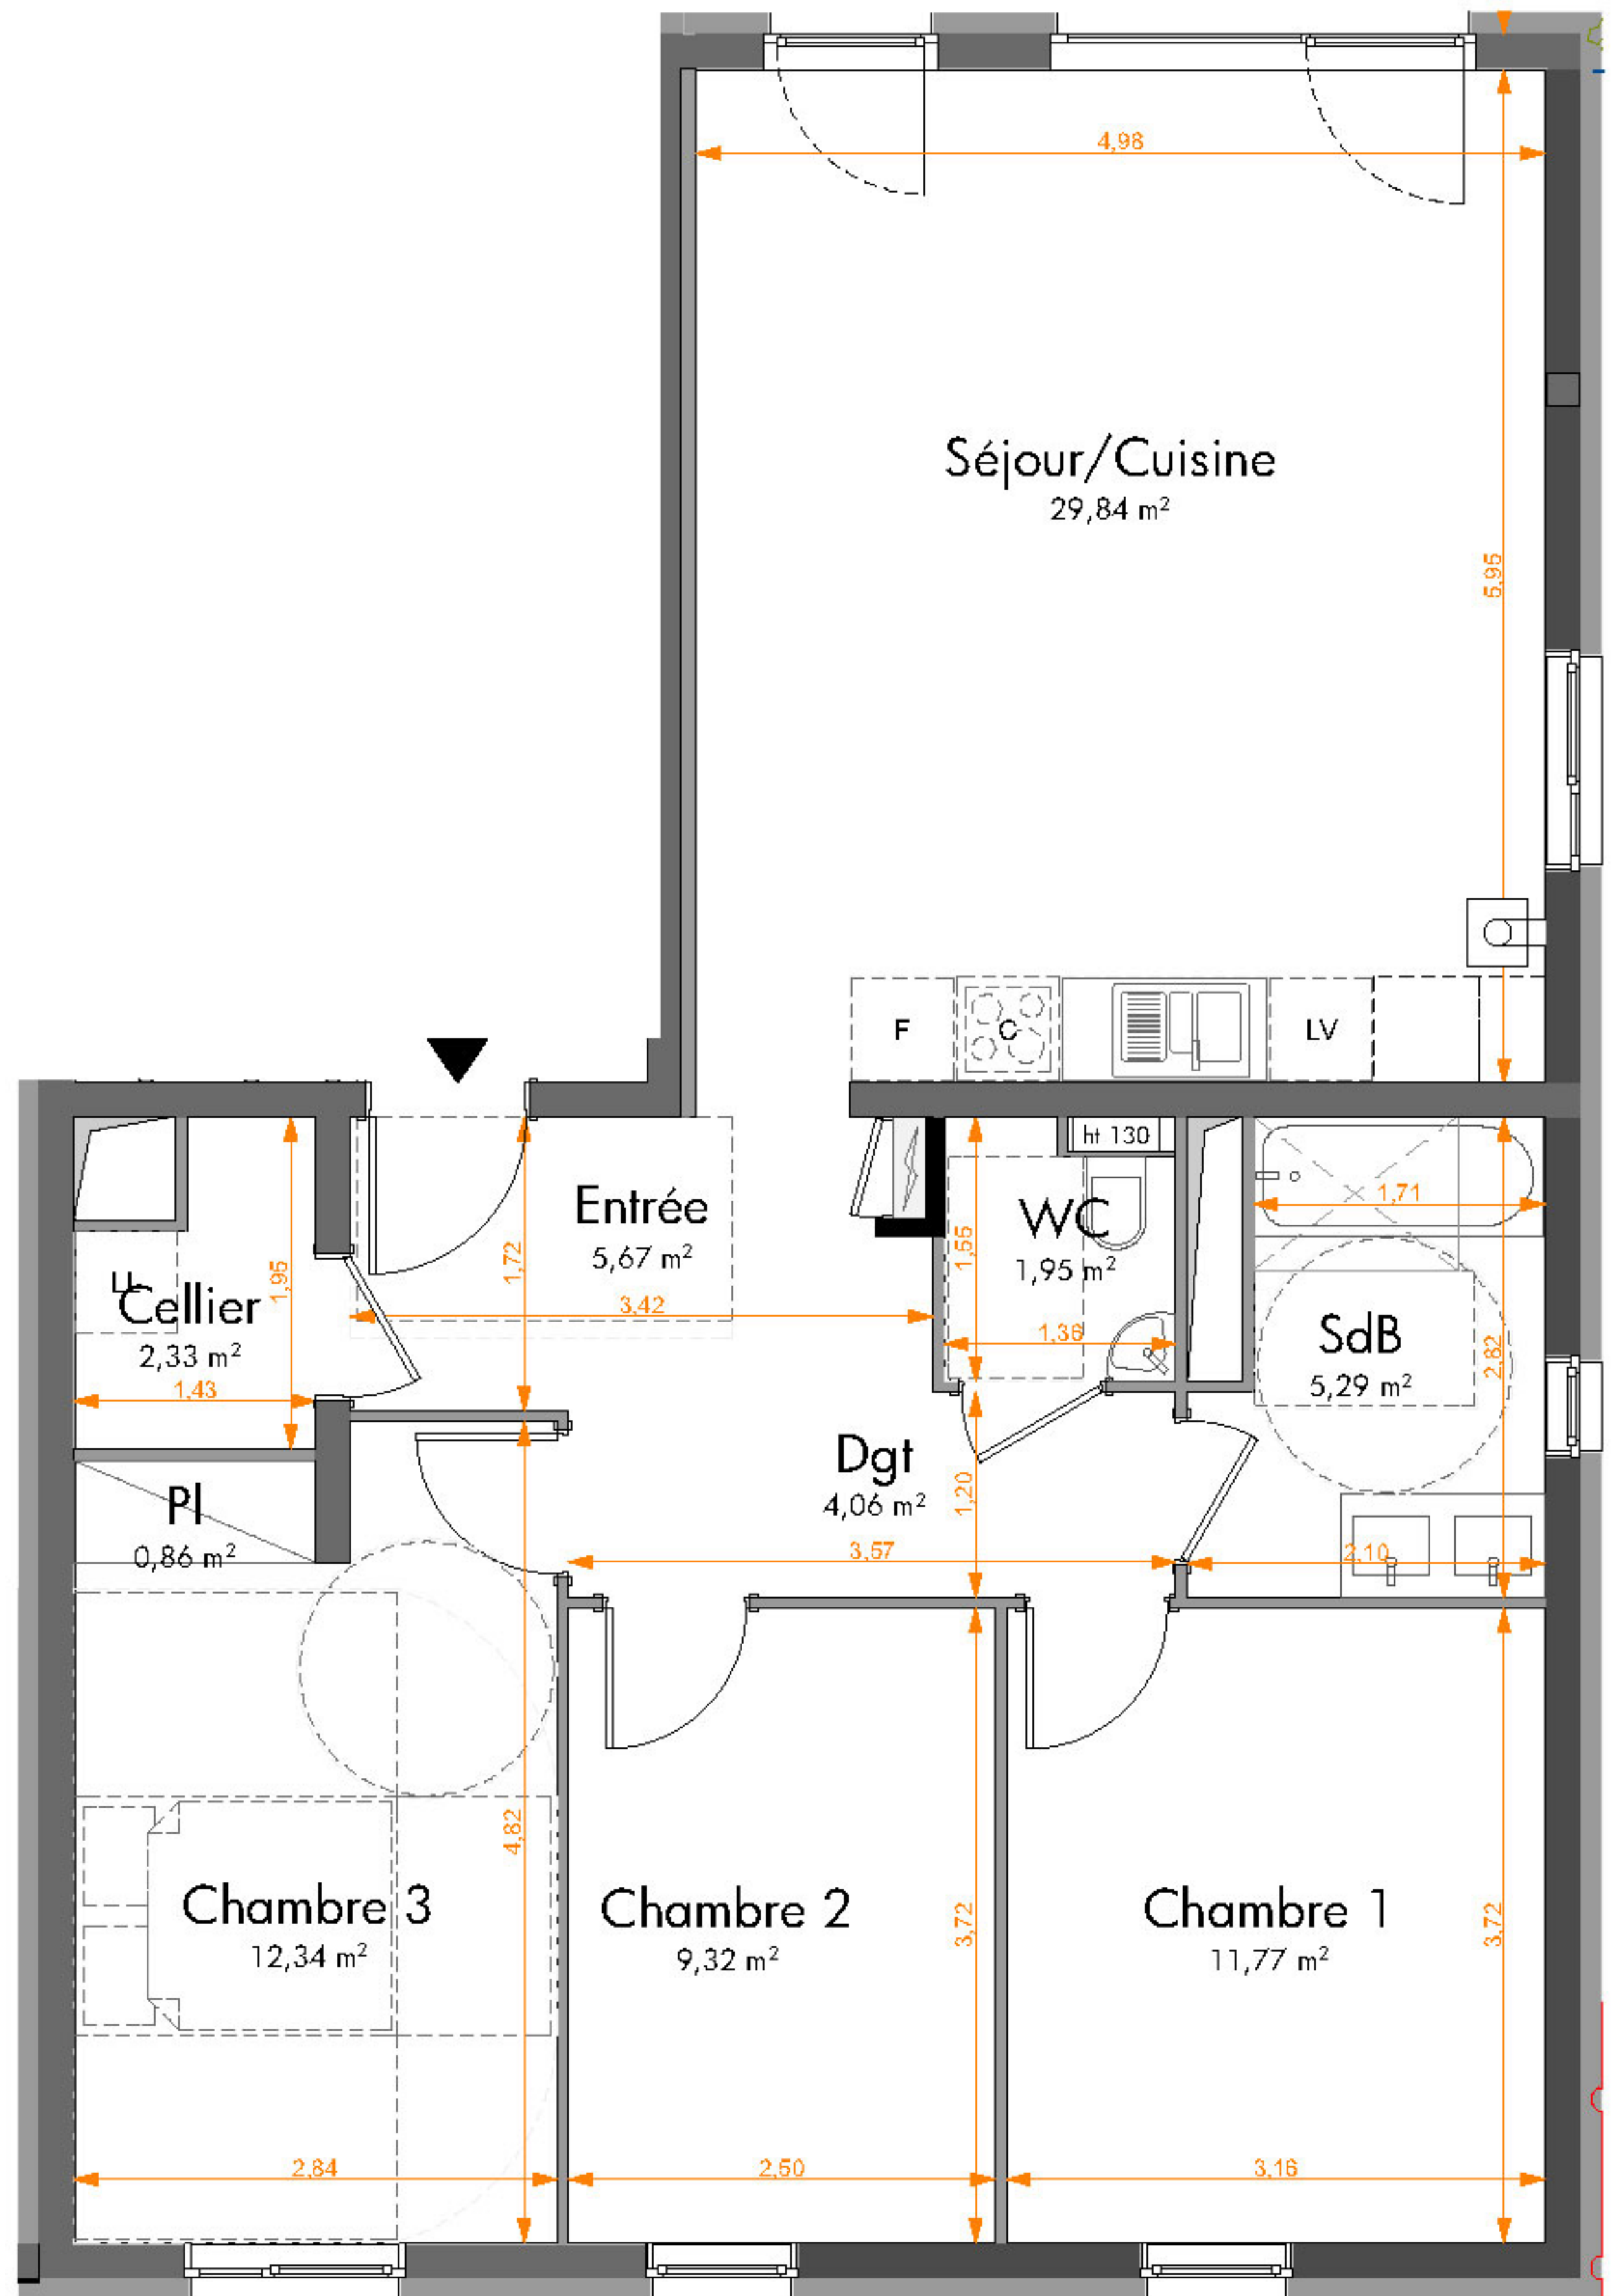 4,98
Séjour/Cuisine
29,84 m²
5,95
F
C
LV
ht 130
Entrée
5,67 m²
WC
1,95 m²
1,71
1,95
1,72
1,55
LL
Cellier
2,33 m²
3,42
1,36
SdB
5,29 m²
2,82
1,43
Dgt
4,06 m²
1,20
Pl
0,86 m²
3,57
2,10
4,82
Chambre 3
12,34 m²
Chambre 2
9,32 m²
3,72
Chambre 1
11,77 m²
3,72
2,84
2,50
3,16